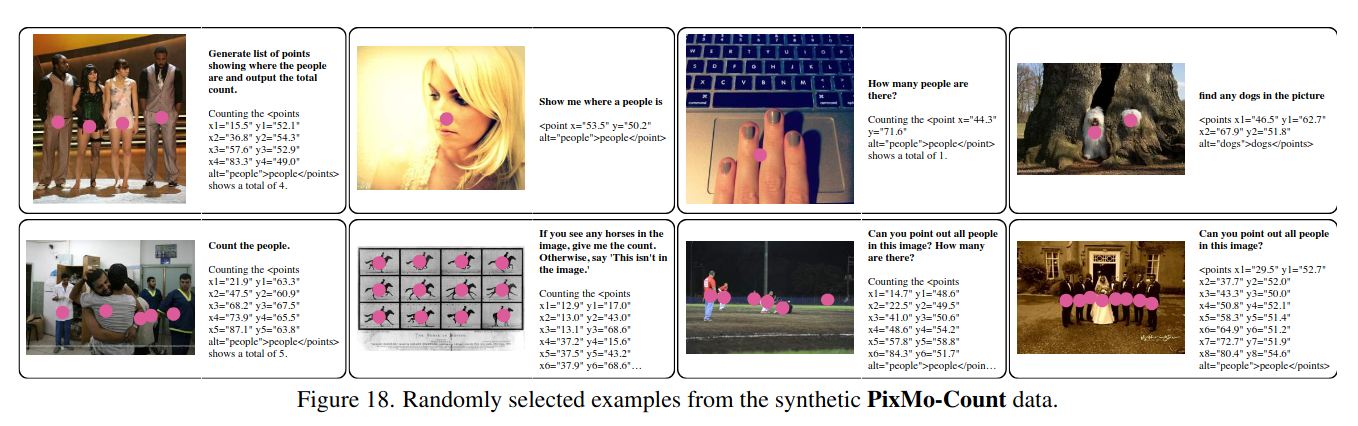 Generate list of points
showing where the people
are and output the total
count.
Counting the <points
x1="15.5" y1="52.1"
x2="36.8" y2="54.3"
x3="57.6" y3="52.9"
x4="83.3" y4="49.0"
alt="people">people</points>
shows a total of 4.
Show me where a people is
<point x="53.5" y="50.2"
alt="people">people</point>
W E R T Y U I O P
S D F G H J K L
X C V B N M
command
How many people are
there?
Counting the <point x="44.3"
y="71.6"
alt="people">people</point>
shows a total of 1.
find any dogs in the picture
<points x1="46.5" y1="62.7"
x2="67.9" y2="51.8"
alt="dogs">dogs</points>
Count the people.
Counting the <points
x1="21.9" y1="63.3"
x2="47.5" y2="60.9"
x3="68.2" y3="67.5"
x4="73.9" y4="65.5"
x5="87.1" y5="63.8"
alt="people">people</points>
shows a total of 5.
If you see any horses in the
image, give me the count.
Otherwise, say 'This isn't in
the image.'
Counting the <points
x1="12.9" y1="17.0"
x2="13.0" y2="43.0"
x3="13.1" y3="68.6"
x4="37.2" y4="15.6"
x5="37.5" y5="43.2"
x6="37.9" y6="68.6"…
Can you point out all people
in this image? How many
are there?
Counting the <points
x1="14.7" y1="48.6"
x2="22.5" y2="49.5"
x3="41.0" y3="50.6"
x4="48.6" y4="54.2"
x5="57.8" y5="58.8"
x6="84.3" y6="51.7"
alt="people">people</poin…
Can you point out all people
in this image?
<points x1="29.5" y1="52.7"
x2="37.7" y2="52.0"
x3="43.3" y3="50.0"
x4="50.8" y4="52.1"
x5="58.3" y5="51.4"
x6="64.9" y6="51.2"
x7="72.7" y7="51.9"
x8="80.4" y8="54.6"
alt="people">people</points>
Figure 18. Randomly selected examples from the synthetic PixMo-Count data.